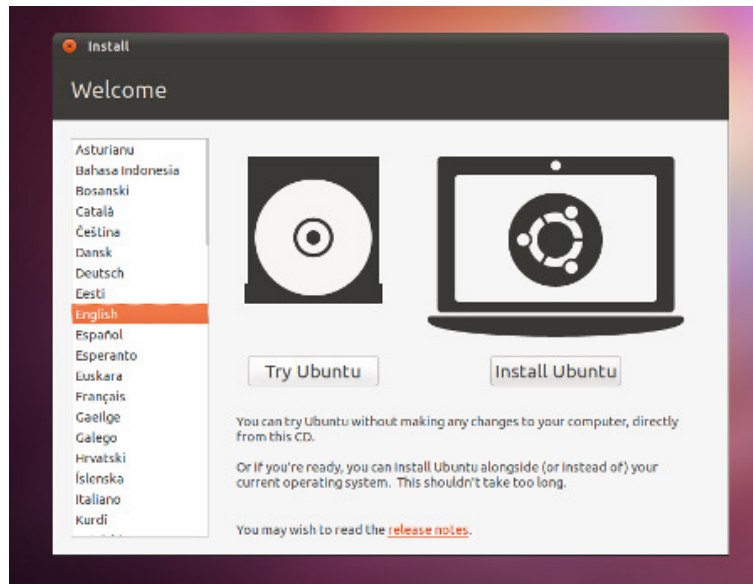 Install
Welcome
Asturianu
Bahasa Indonesia
Bosanski
Català
Čeština
Dansk
Deutsch
Eesti
English
Español
Esperanto
Euskara
Français
Gaeilge
Galego
Hrvatski
Íslenska
Italiano
Kurdî
Try Ubuntu
Install Ubuntu
You can try Ubuntu without making any changes to your computer, directly
from this CD.
Or if you're ready, you can install Ubuntu alongside (or instead of) your
current operating system. This shouldn't take too long.
You may wish to read the release notes.